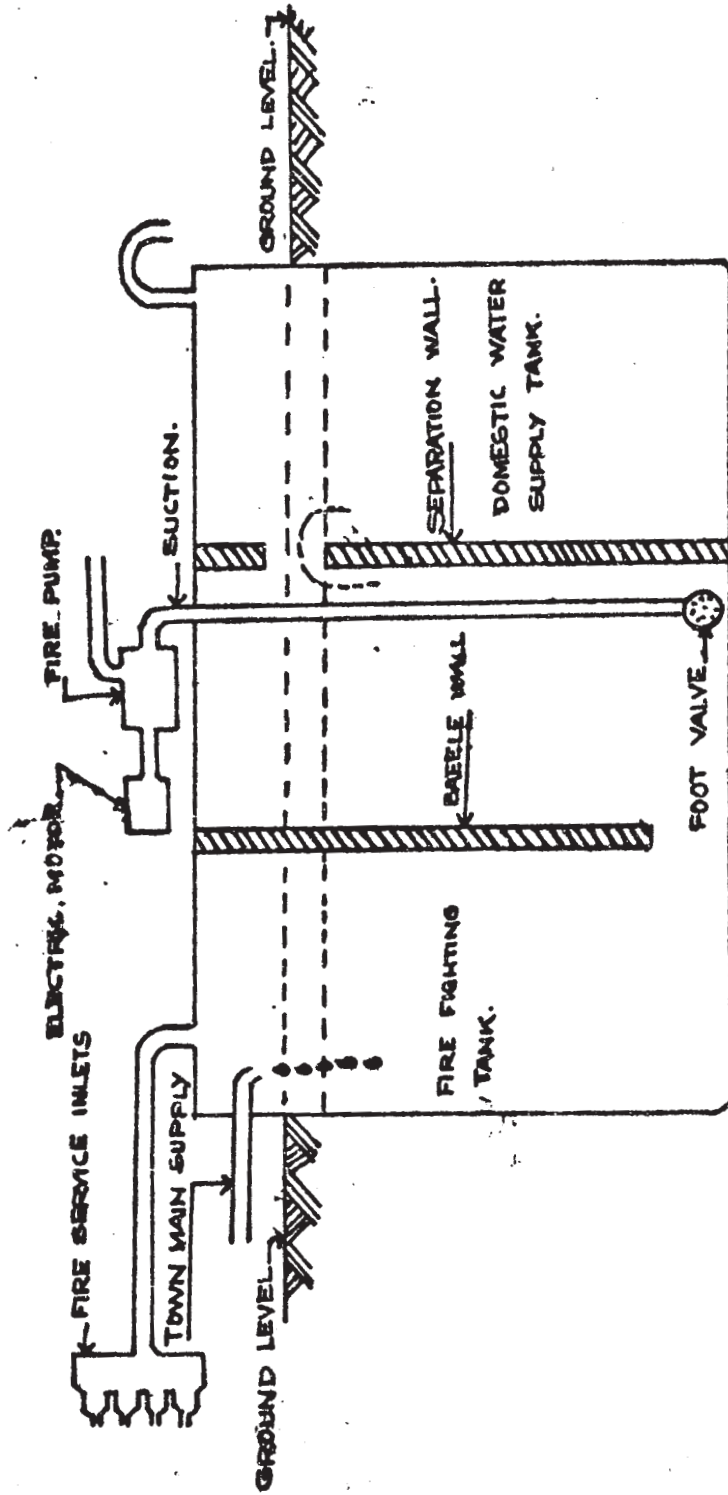 FIRE SERVICE INLETS
TOWN MAIN SUPPLY
GROUND LEVEL.
ELECTRIC. MOTOR.
FIRE PUMP.
SUCTION.
GROUND LEVEL.
FIRE FIGHTING
TANK.
BAFFLE WALL
SEPARATION WALL.
DOMESTIC WATER
SUPPLY TANK.
FOOT VALVE